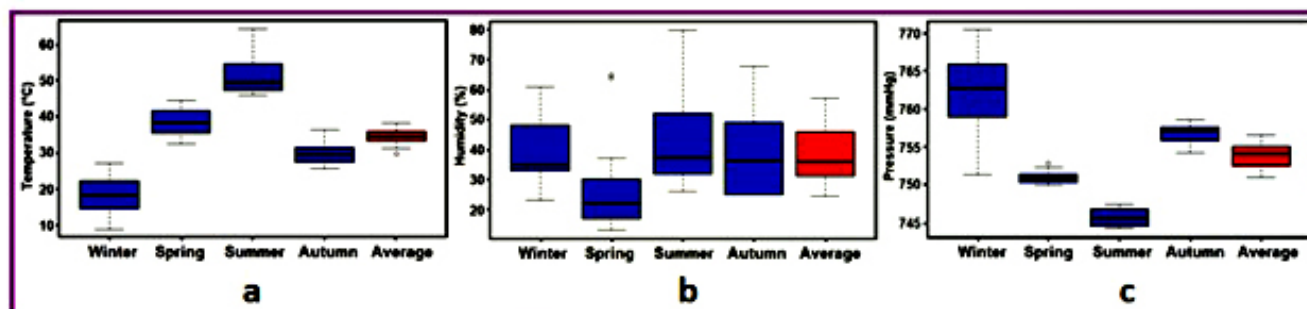 Temperature (°C)
60
50
40
30
20
10
Winter Spring Summer Autumn Average
a
Humidity (%)
80
70
60
50
40
30
20
Winter Spring Summer Autumn Average
b
Pressure (mmHg)
770
765
760
755
750
745
Winter Spring Summer Autumn Average
c